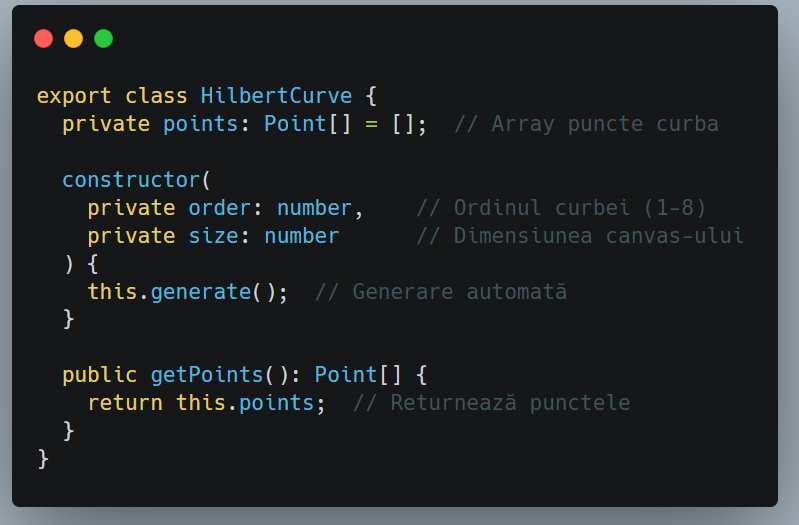 export class HilbertCurve {
  private points: Point[] = [];  // Array puncte curba

  constructor(
    private order: number,    // Ordinul curbei (1-8)
    private size: number      // Dimensiunea canvas-ului
  ) {
    this.generate();  // Generare automată
  }

  public getPoints(): Point[] {
    return this.points;  // Returnează punctele
  }
}